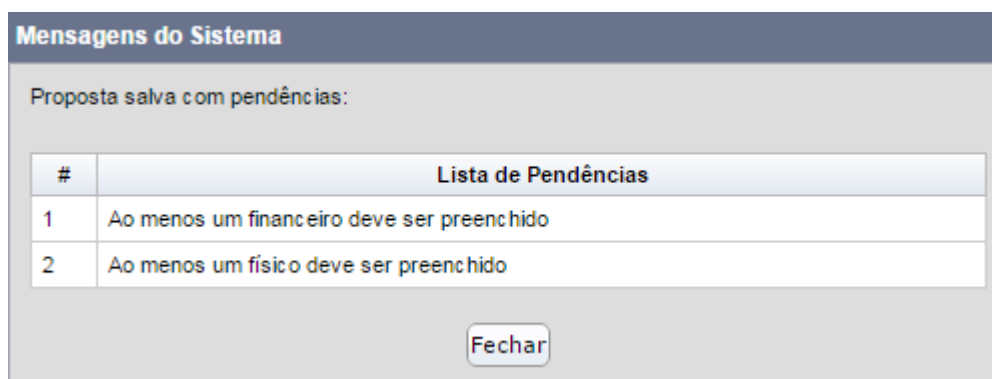 Mensagens do Sistema
Proposta salva com pendências:
# Lista de Pendências
1 Ao menos um financeiro deve ser preenchido
2 Ao menos um físico deve ser preenchido
Fechar